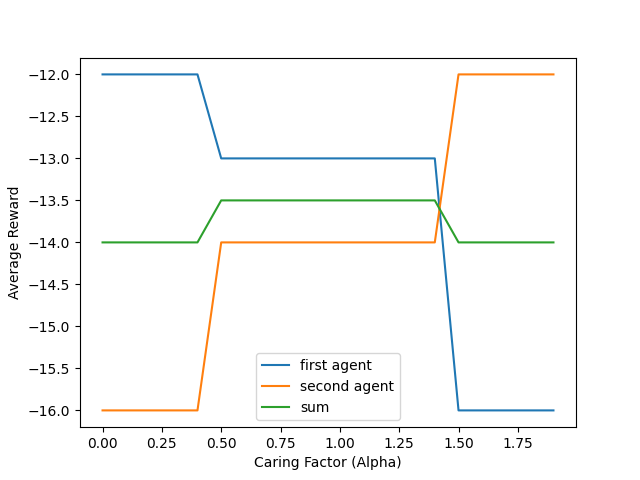 −12.0
−12.5
−13.0
−13.5
−14.0
−14.5
−15.0
−15.5
−16.0
Average Reward
first agent
second agent
sum
0.00 0.25 0.50 0.75 1.00 1.25 1.50 1.75
Caring Factor (Alpha)